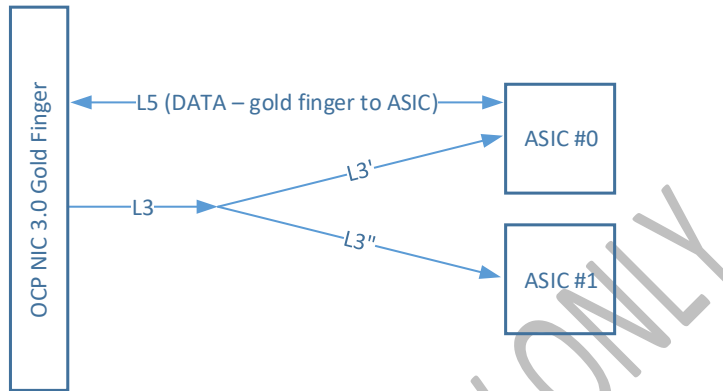 OCP NIC 3.0 Gold Finger
L5 (DATA – gold finger to ASIC)
ASIC #0
L3'
L3
L3"
ASIC #1
ONLY